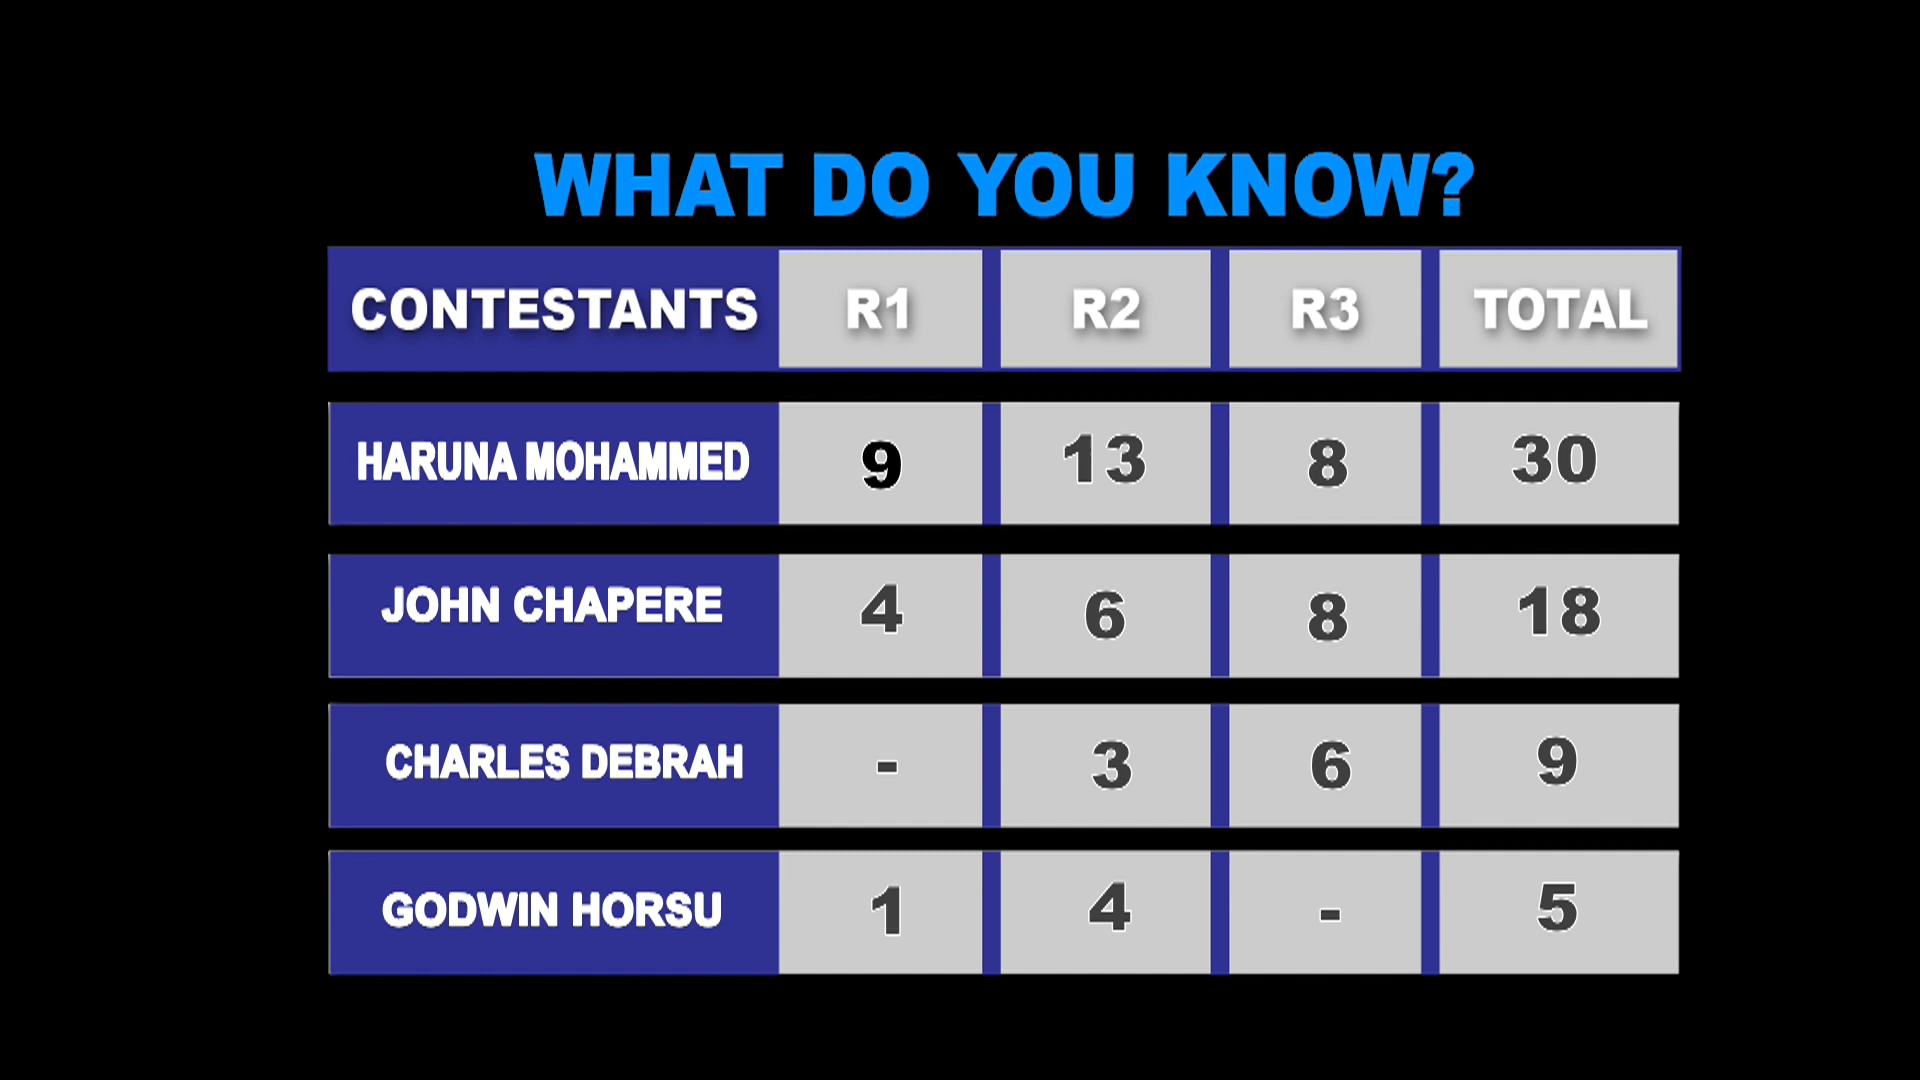 WHAT DO YOU KNOW?
CONTESTANTS R1 R2 R3 TOTAL
HARUNA MOHAMMED 9 13 8 30
JOHN CHAPERE 4 6 8 18
CHARLES DEBRAH - 3 6 9
GODWIN HORSU 1 4 - 5